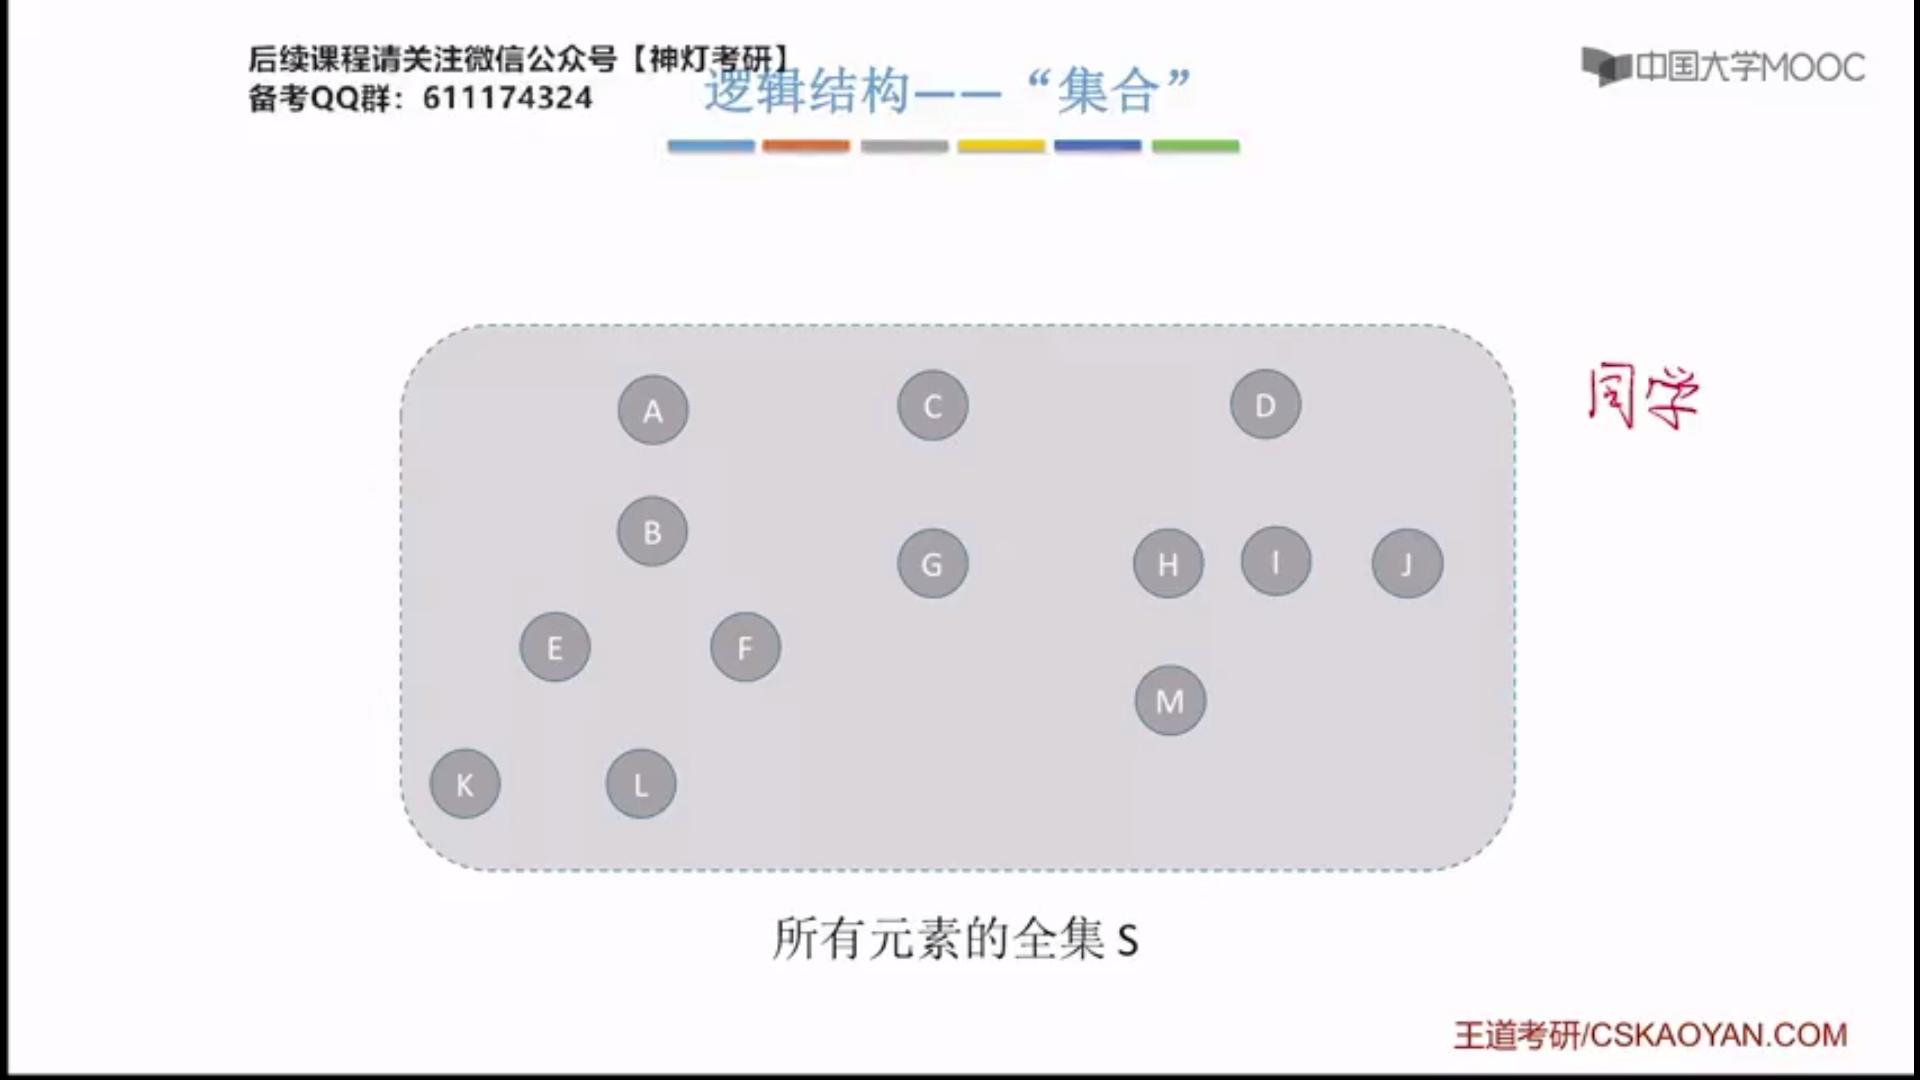 后续课程请关注微信公众号【神灯考研】
备考QQ群：611174324
逻辑结构——“集合”
中国大学MOOC
A
C
D
同学
B
G
H
I
J
E
F
M
K
L
所有元素的全集 S
王道考研/CSKAOYAN.COM